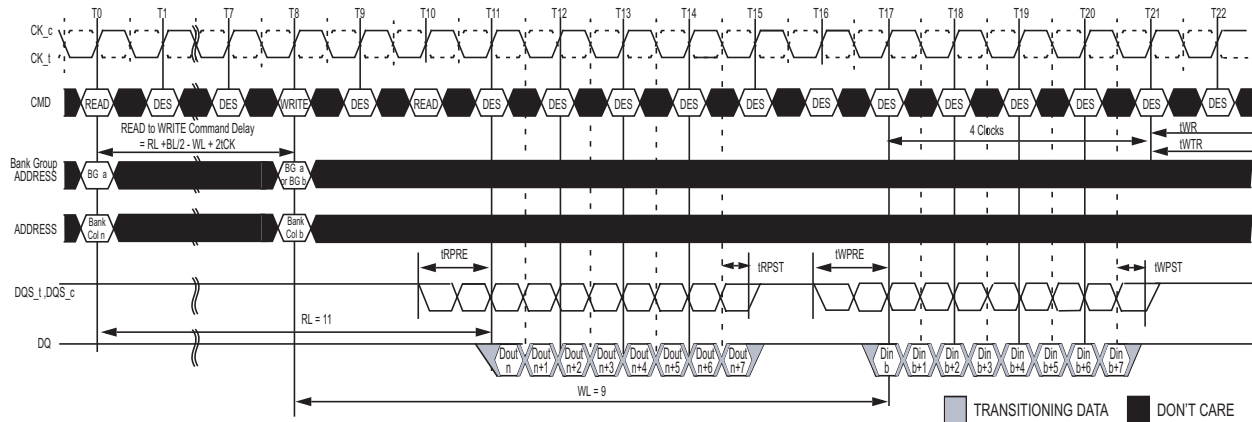 T0 T1 T7 T8 T9 T10 T11 T12 T13 T14 T15 T16 T17 T18 T19 T20 T21 T22
CK_c
CK_t
CMD READ DES DES WRITE DES READ DES DES DES DES DES DES DES DES DES DES DES DES
READ to WRITE Command Delay
= RL +BL/2 - WL + 2tCK
4 Clocks
tWR
tWTR
Bank Group
ADDRESS
BG a
BG a
or BG b
ADDRESS
Bank
Col n
Bank
Col b
tRPRE
tRPST
tWPRE
tWPST
DQS_t ,DQS_c
RL = 11
DQ
Dout Dout Dout Dout Dout Dout Dout Dout
n n+1 n+2 n+3 n+4 n+5 n+6 n+7
Din Din Din Din Din Din Din Din
b b+1 b+2 b+3 b+4 b+5 b+6 b+7
WL = 9
TRANSITIONING DATA
DON'T CARE